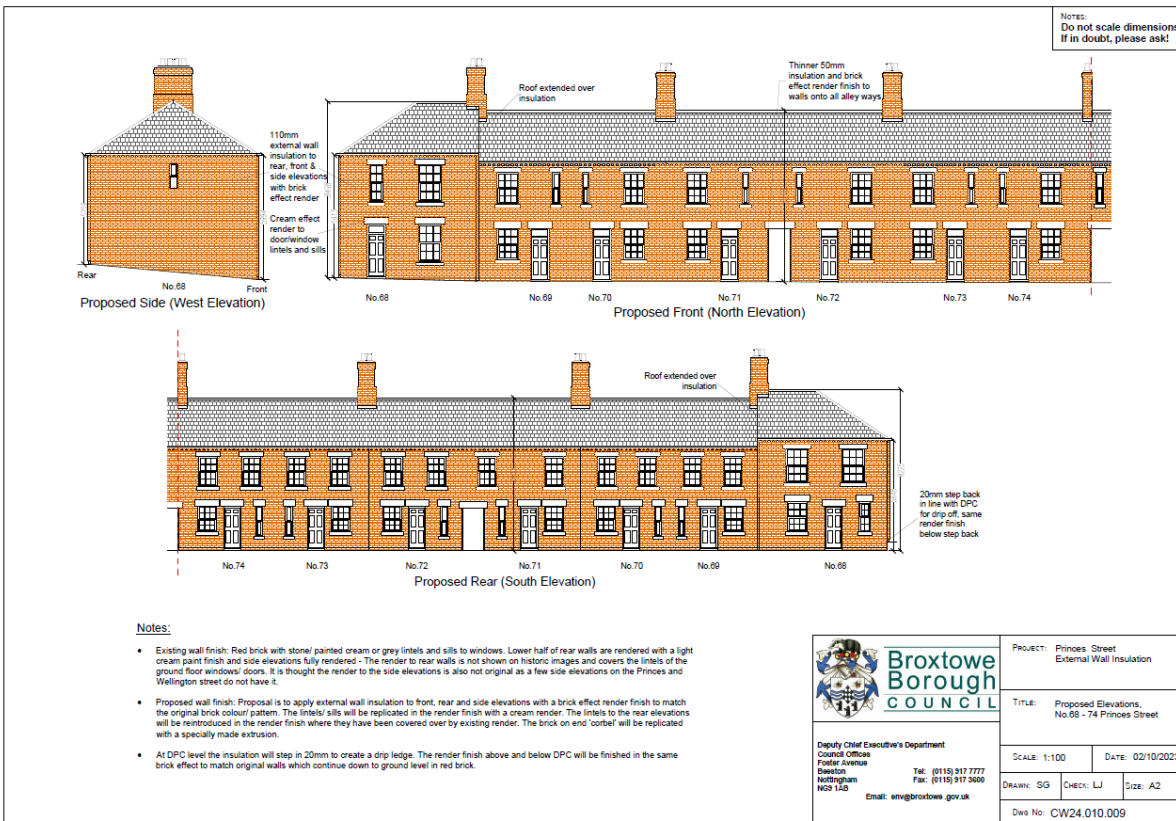 NOTES:
Do not scale dimensions
If in doubt, please ask!
Roof extended over
insulation
Thinner 50mm
insulation and brick
effect render finish to
walls onto all alley ways
110mm
external wall
insulation to
rear, front &
side elevations
with brick
effect render
Cream effect
render to
door/window
lintels and sills
Rear
No.68
Front
Proposed Side (West Elevation)
No.68
No.69
No.70
No.71
No.72
No.73
No.74
Proposed Front (North Elevation)
Roof extended over
insulation
20mm step back
in line with DPC
for drip off, same
render finish
below step back
No.74
No.73
No.72
No.71
No.70
No.69
No.68
Proposed Rear (South Elevation)
Notes:
• Existing wall finish: Red brick with stone/ painted cream or grey lintels and sills to windows. Lower half of rear walls are rendered with a light
cream paint finish and side elevations fully rendered - The render to rear walls is not shown on historic images and covers the lintels of the
ground floor windows/ doors. It is thought the render to the side elevations is also not original as a few side elevations on the Princes and
Wellington street do not have it.
• Proposed wall finish: Proposal is to apply external wall insulation to front, rear and side elevations with a brick effect render finish to match
the original brick colour/ pattern. The lintels/ sills will be replicated in the render finish with a cream render. The lintels to the rear elevations
will be reintroduced in the render finish where they have been covered over by existing render. The brick on end 'corbel' will be replicated
with a specially made extrusion.
• At DPC level the insulation will step in 20mm to create a drip ledge. The render finish above and below DPC will be finished in the same
brick effect to match original walls which continue down to ground level in red brick.
Broxtowe
Borough
COUNCIL
Deputy Chief Executive's Department
Council Offices
Foster Avenue
Beeston
Nottingham
NG9 1AB
Tel: (0115) 917 7777
Fax: (0115) 917 3600
Email: env@broxtowe .gov.uk
PROJECT: Princes Street
External Wall Insulation
TITLE: Proposed Elevations,
No.68 - 74 Princes Street
SCALE: 1:100
DATE: 02/10/2023
DRAWN: SG
CHECK: LJ
SIZE: A2
Dwg No: CW24.010.009